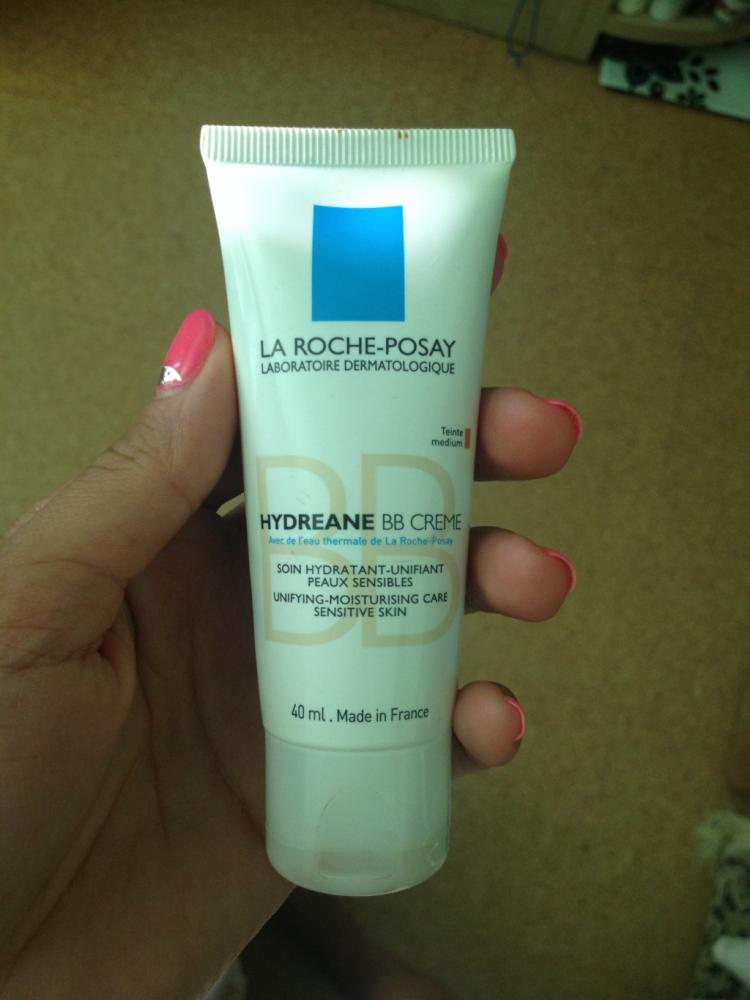 LA ROCHE-POSAY
LABORATOIRE DERMATOLOGIQUE
Teinte
medium
BB
HYDREANE BB CREME
Avec de l'eau thermale de La Roche-Posay
SOIN HYDRATANT-UNIFIANT
PEAUX SENSIBLES
UNIFYING-MOISTURISING CARE
SENSITIVE SKIN
40 ml . Made in France